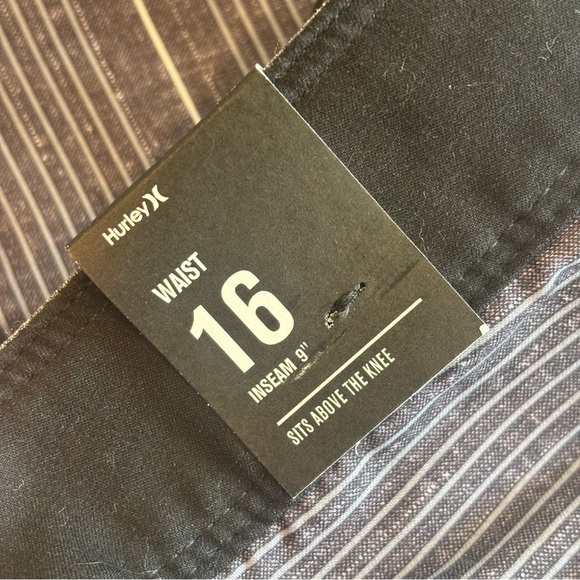 Hurley
WAIST
16
INSEAM 9"
SITS ABOVE THE KNEE